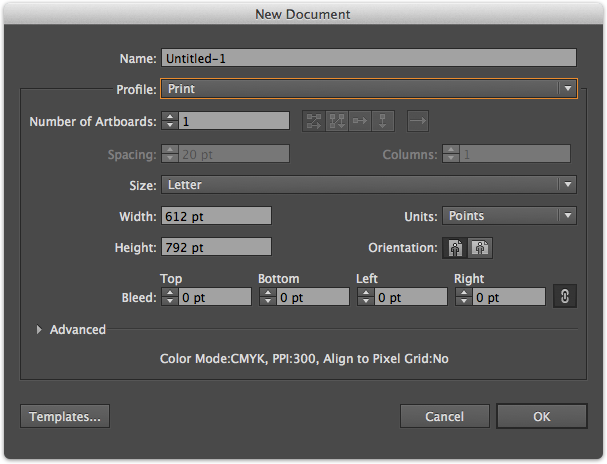 New Document
Name: Untitled-1
Profile: Print
Number of Artboards: 1
Spacing: 20 pt Columns: 1
Size: Letter
Width: 612 pt Units: Points
Height: 792 pt Orientation:
Top Bottom Left Right
Bleed: 0 pt 0 pt 0 pt 0 pt
Advanced
Color Mode:CMYK, PPI:300, Align to Pixel Grid:No
Templates... Cancel OK